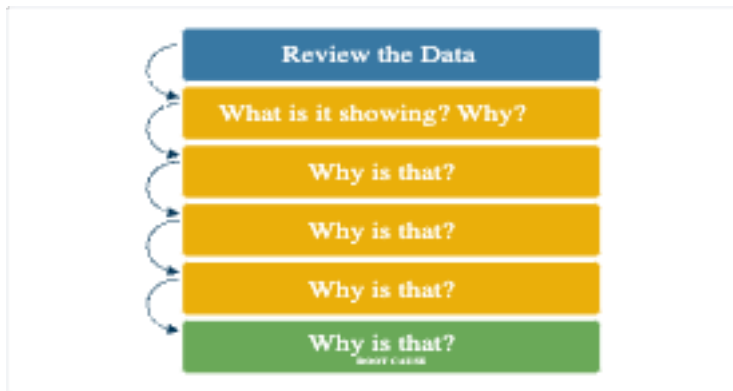 Review the Data
What is it showing? Why?
Why is that?
Why is that?
Why is that?
Why is that?
ROOT CAUSE